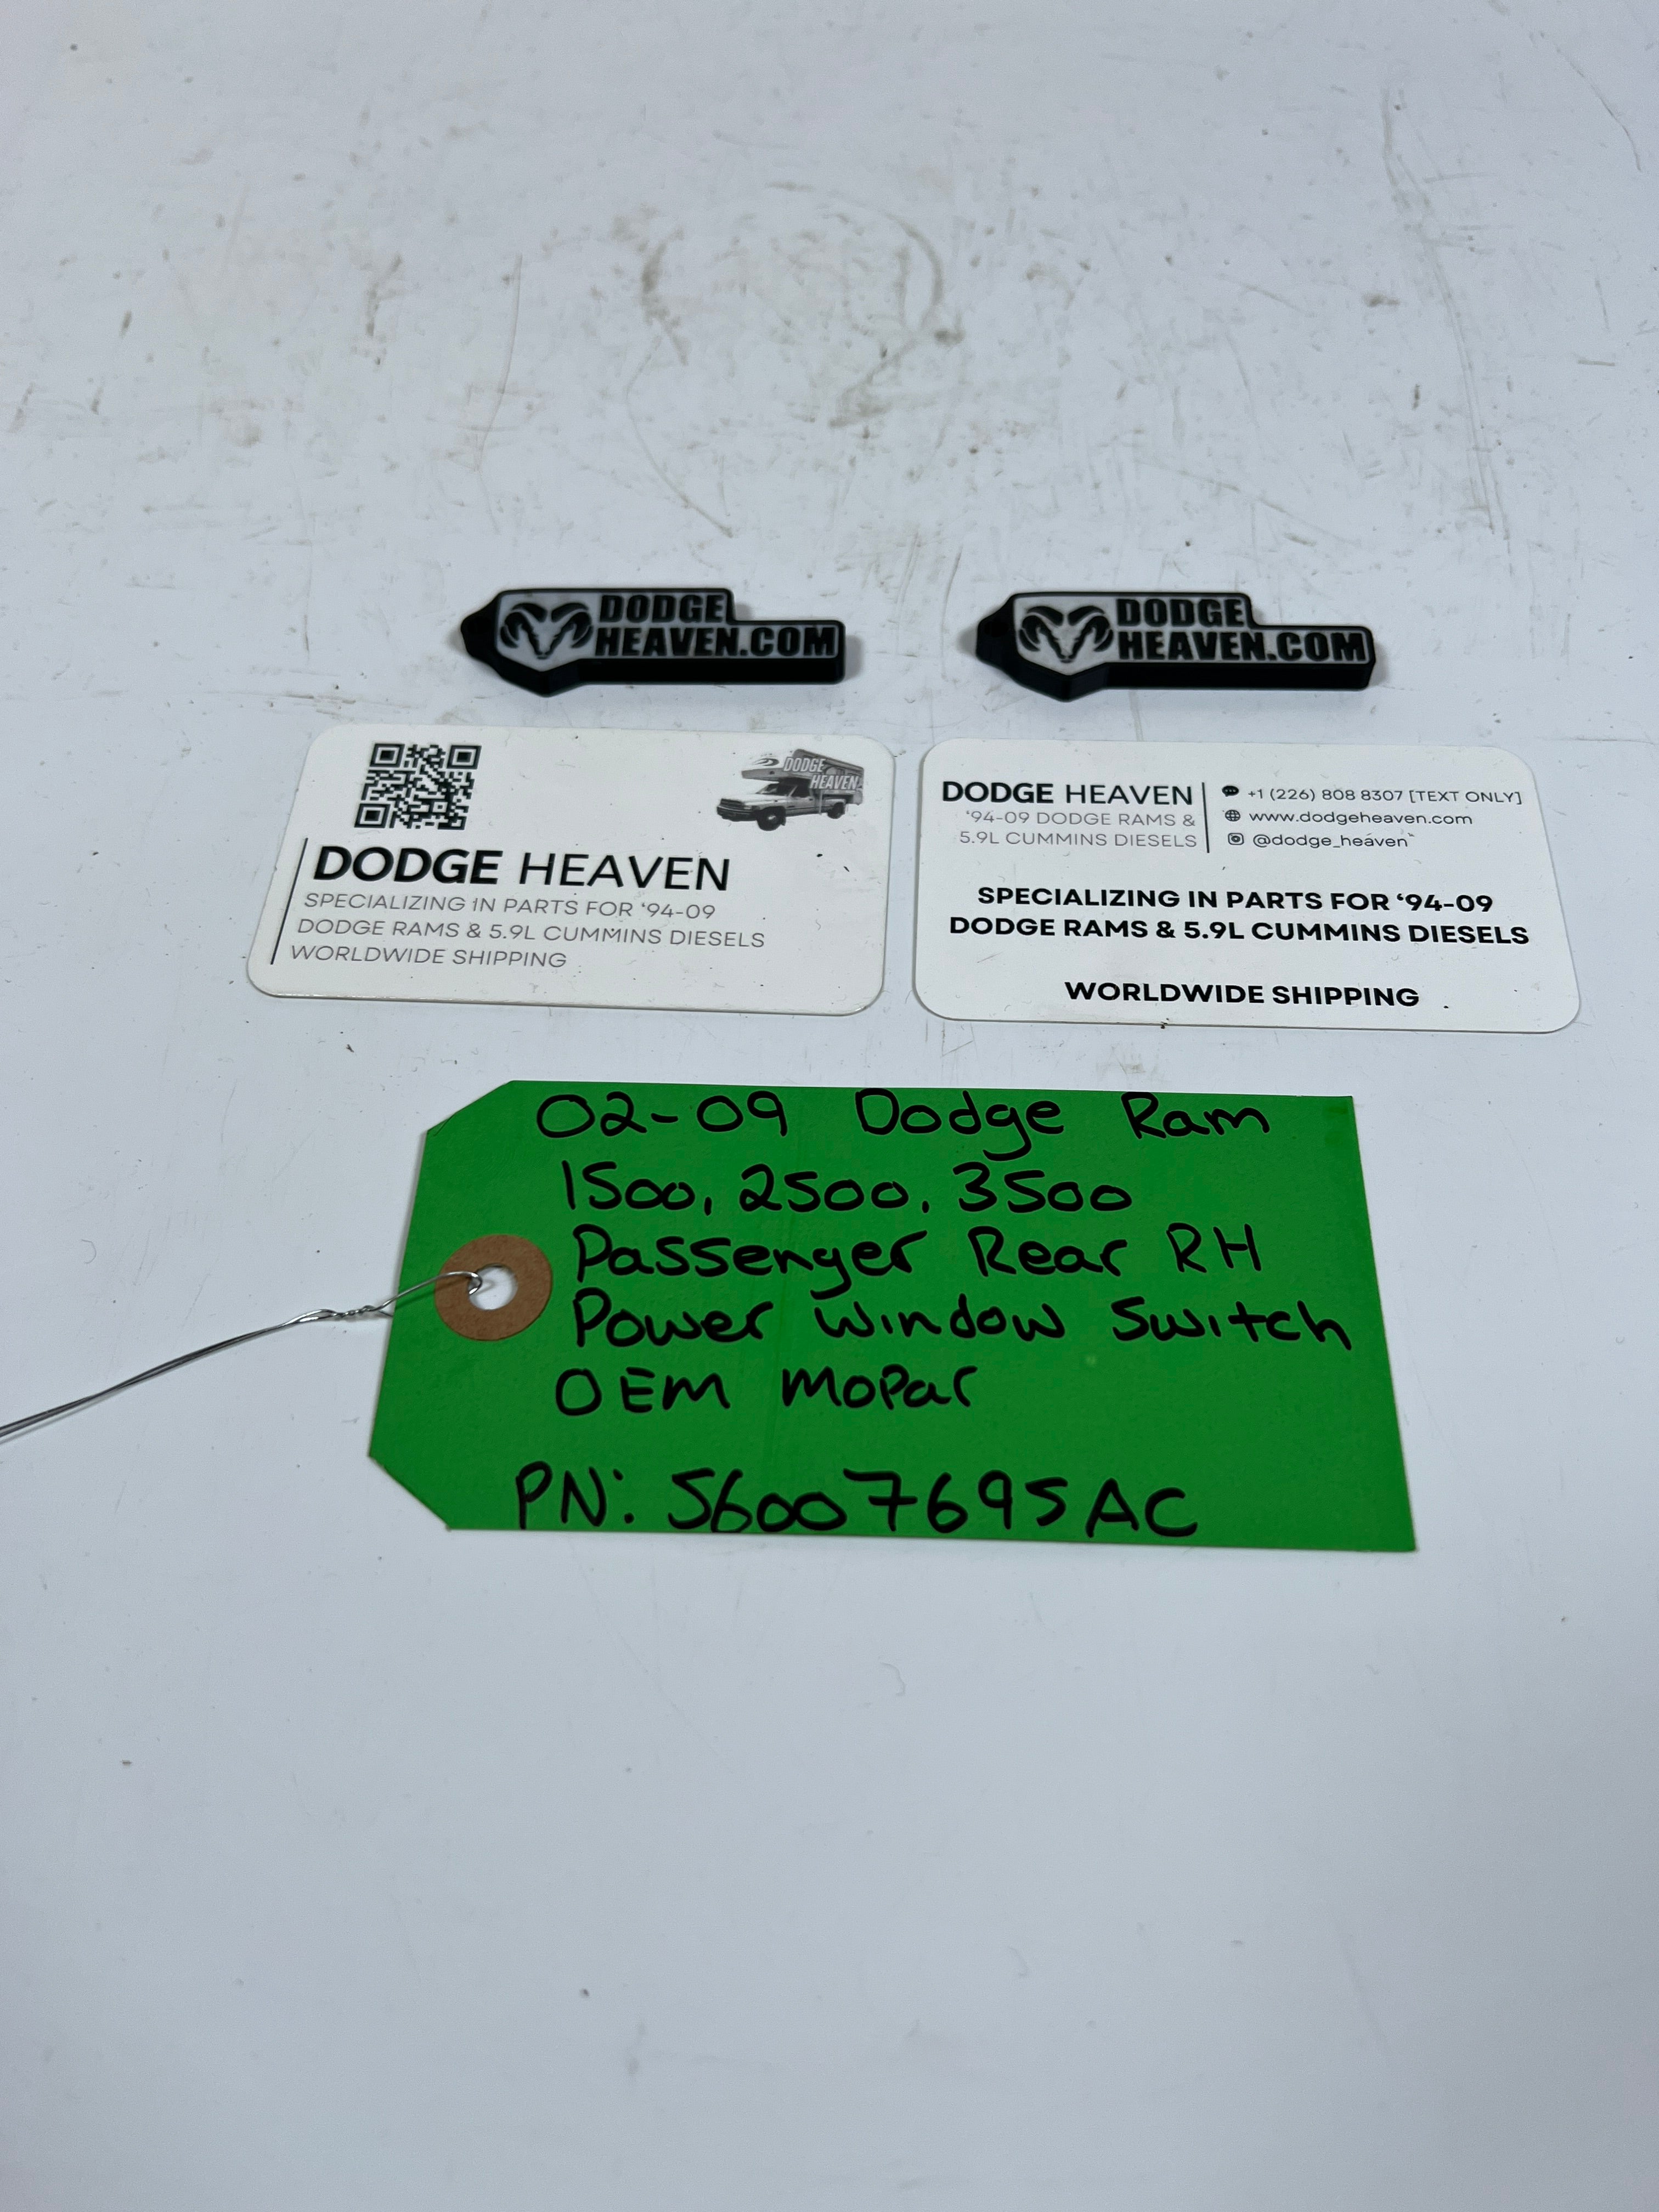 DODGE
HEAVEN.COM
DODGE
HEAVEN.COM
DODGE
HEAVEN
DODGE HEAVEN
SPECIALIZING IN PARTS FOR ‘94-09
DODGE RAMS & 5.9L CUMMINS DIESELS
WORLDWIDE SHIPPING
DODGE HEAVEN
‘94-09 DODGE RAMS &
5.9L CUMMINS DIESELS
+1 (226) 808 8307 [TEXT ONLY]
www.dodgeheaven.com
@dodge_heaven
SPECIALIZING IN PARTS FOR ‘94-09
DODGE RAMS & 5.9L CUMMINS DIESELS
WORLDWIDE SHIPPING
02-09 Dodge Ram
1500, 2500, 3500
Passenger Rear RH
Power Window Switch
OEM Mopar
PN: 56007695AC